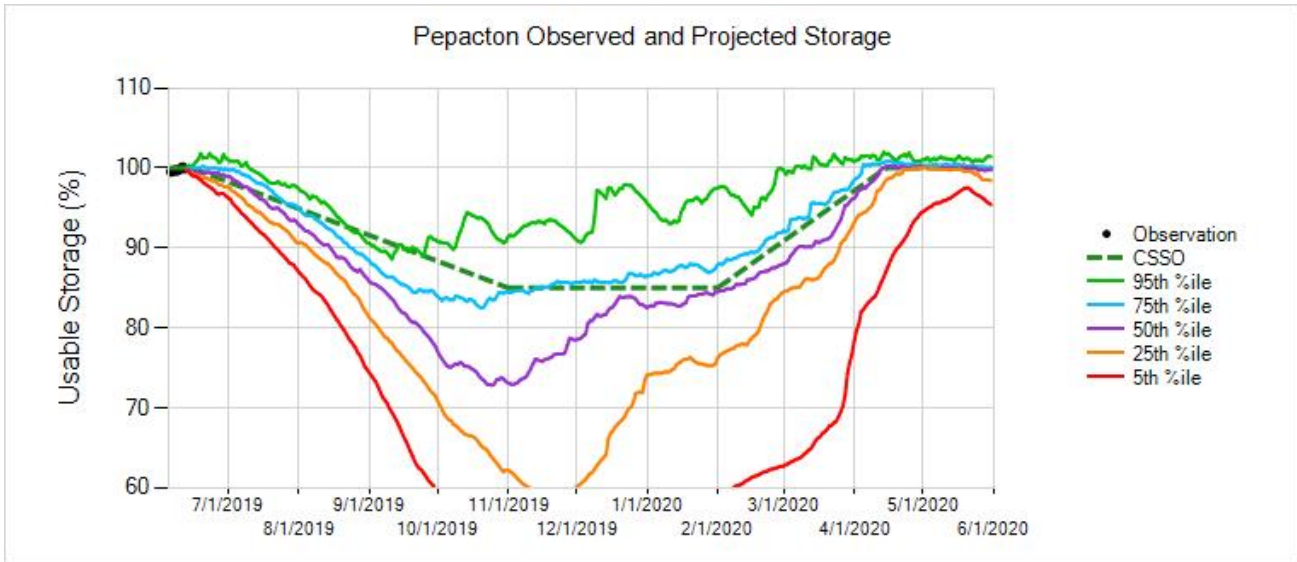 Pepacton Observed and Projected Storage
Usable Storage (%)
110
100
90
80
70
60
7/1/2019
8/1/2019
9/1/2019
10/1/2019
11/1/2019
12/1/2019
1/1/2020
2/1/2020
3/1/2020
4/1/2020
5/1/2020
6/1/2020
Observation
CSSO
95th %ile
75th %ile
50th %ile
25th %ile
5th %ile